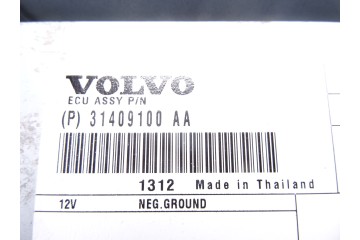 VOLVO
ECU ASSY P/N
(P) 31409100 AA
1312 Made in Thailand
12V NEG.GROUND